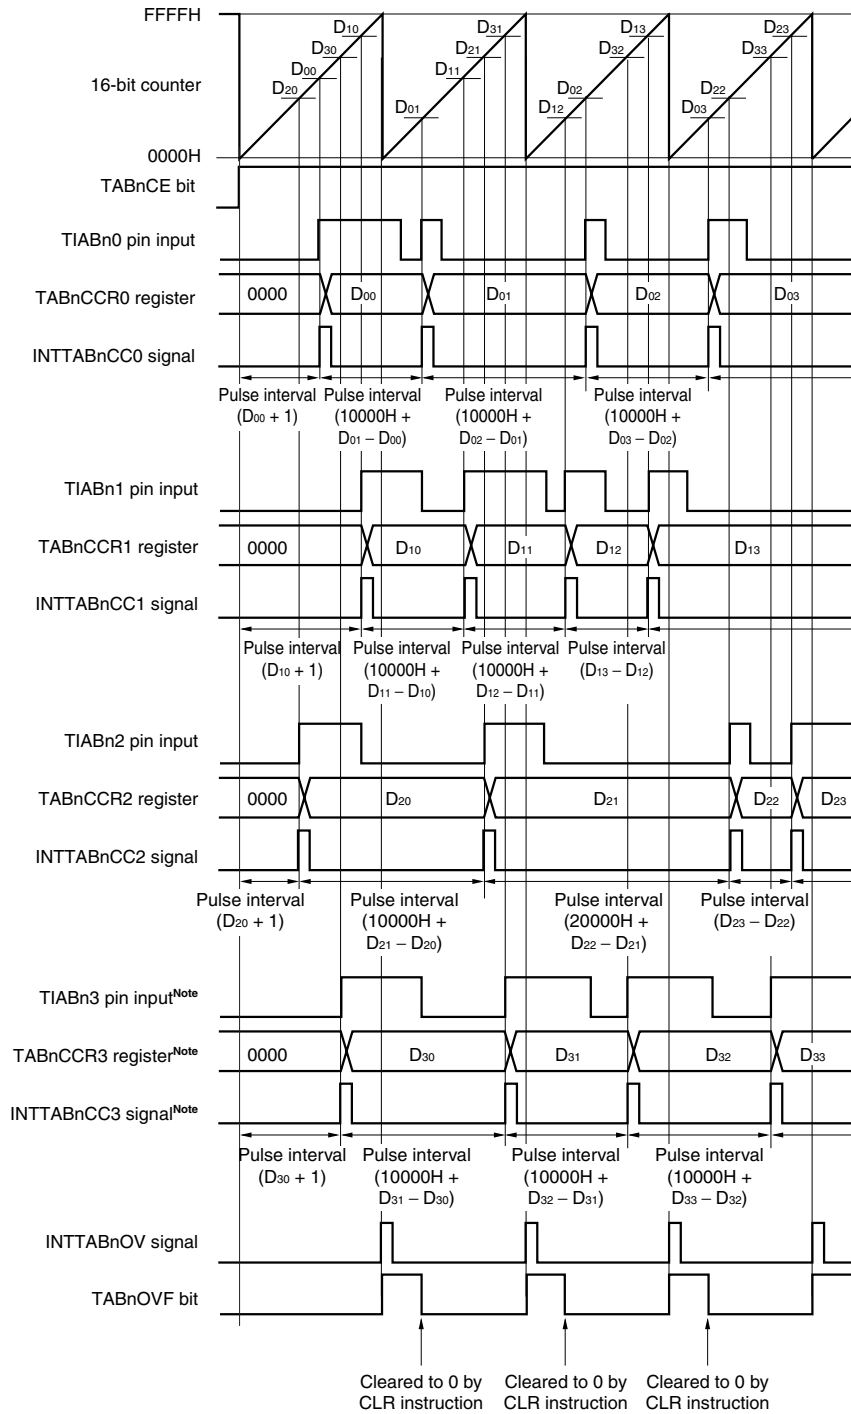 FFFFH
D10
D31
D13
D23
D30
D21
D32
D33
D00
D11
16-bit counter
D20
D02
D22
D01
D12
D03
0000H
TABnCE bit
TIABn0 pin input
TABnCCR0 register
0000
D00
D01
D02
D03
INTTABnCC0 signal
Pulse interval
(D00 + 1)
Pulse interval
(10000H +
D01 – D00)
Pulse interval
(10000H +
D02 – D01)
Pulse interval
(10000H +
D03 – D02)
TIABn1 pin input
TABnCCR1 register
0000
D10
D11
D12
D13
INTTABnCC1 signal
Pulse interval
(D10 + 1)
Pulse interval
(10000H +
D11 – D10)
Pulse interval
(10000H +
D12 – D11)
Pulse interval
(D13 – D12)
TIABn2 pin input
TABnCCR2 register
0000
D20
D21
D22
D23
INTTABnCC2 signal
Pulse interval
(D20 + 1)
Pulse interval
(10000H +
D21 – D20)
Pulse interval
(20000H +
D22 – D21)
Pulse interval
(D23 – D22)
TIABn3 pin inputNote
TABnCCR3 registerNote
0000
D30
D31
D32
D33
INTTABnCC3 signalNote
Pulse interval
(D30 + 1)
Pulse interval
(10000H +
D31 – D30)
Pulse interval
(10000H +
D32 – D31)
Pulse interval
(10000H +
D33 – D32)
INTTABnOV signal
TABnOVF bit
Cleared to 0 by
CLR instruction
Cleared to 0 by
CLR instruction
Cleared to 0 by
CLR instruction